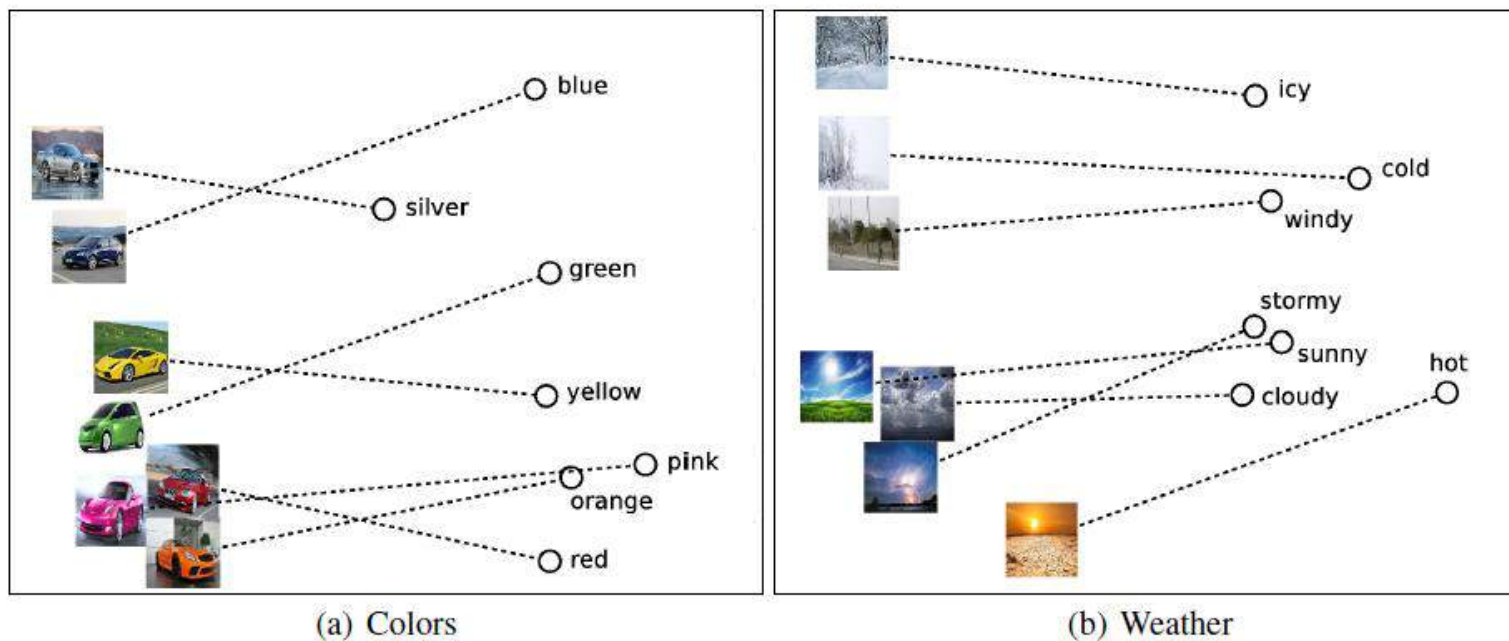 blue
silver
green
yellow
pink
orange
red
(a) Colors
icy
cold
windy
stormy
sunny
hot
cloudy
(b) Weather